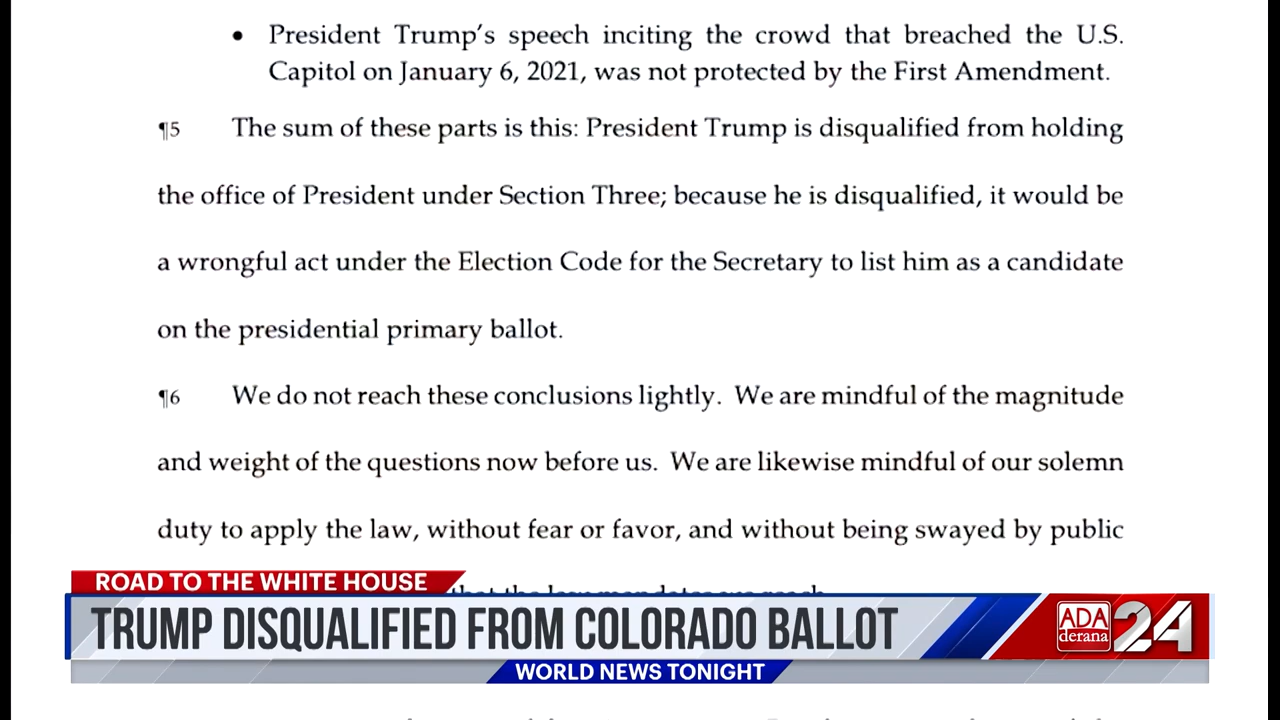 • President Trump's speech inciting the crowd that breached the U.S.
Capitol on January 6, 2021, was not protected by the First Amendment.
¶5 The sum of these parts is this: President Trump is disqualified from holding
the office of President under Section Three; because he is disqualified, it would be
a wrongful act under the Election Code for the Secretary to list him as a candidate
on the presidential primary ballot.
¶6 We do not reach these conclusions lightly. We are mindful of the magnitude
and weight of the questions now before us. We are likewise mindful of our solemn
duty to apply the law, without fear or favor, and without being swayed by public
that the law mandates we reach.
ROAD TO THE WHITE HOUSE
TRUMP DISQUALIFIED FROM COLORADO BALLOT
ADA
derana
24
WORLD NEWS TONIGHT